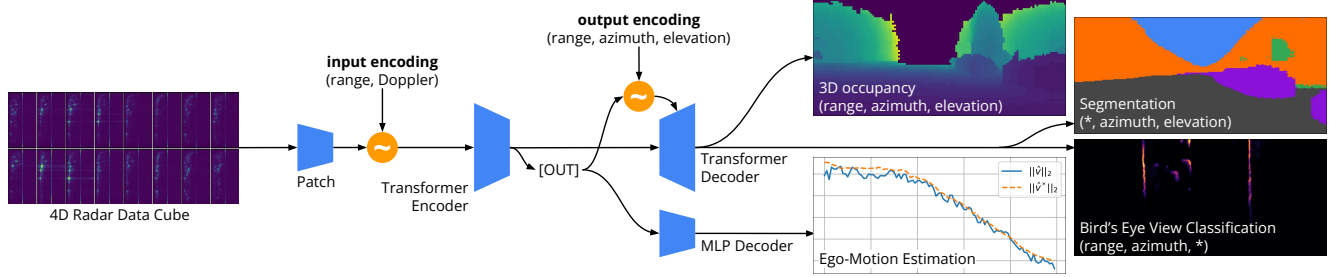 4D Radar Data Cube
Patch
input encoding
(range, Doppler)
~
Transformer
Encoder
[OUT]
output encoding
(range, azimuth, elevation)
~
Transformer
Decoder
MLP Decoder
3D occupancy
(range, azimuth, elevation)
||v̂||₂
||v̂*||₂
Ego-Motion Estimation
Segmentation
(*, azimuth, elevation)
Bird's Eye View Classification
(range, azimuth, *)